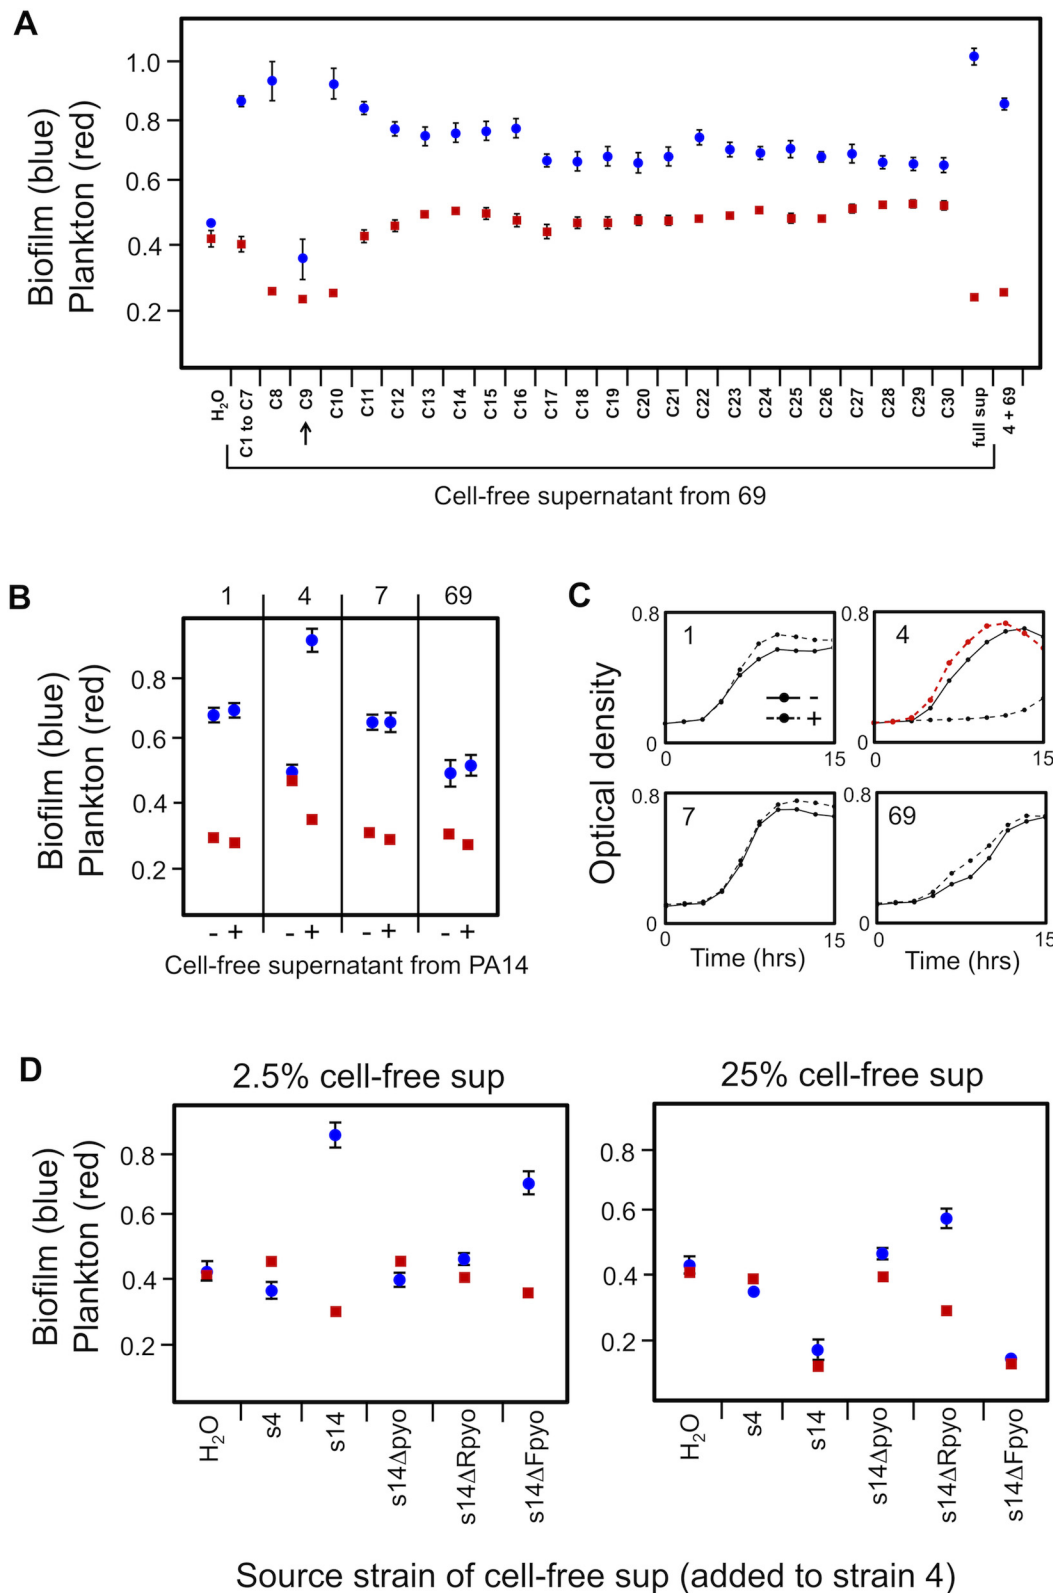 A
Biofilm (blue)
Plankton (red)
1.0
0.8
0.6
0.4
0.2
H₂O
C1 to C7
C8
C9
C10
C11
C12
C13
C14
C15
C16
C17
C18
C19
C20
C21
C22
C23
C24
C25
C26
C27
C28
C29
C30
full sup
4 + 69
Cell-free supernatant from 69
B
1 4 7 69
Biofilm (blue)
Plankton (red)
0.8
0.6
0.4
0.2
- + - + - + - +
Cell-free supernatant from PA14
C
Optical density
0.8
1
-
+
0
0 15
0.8
4
0
0 15
0.8
7
0
0 15
Time (hrs)
0.8
69
0
0 15
Time (hrs)
D
2.5% cell-free sup
Biofilm (blue)
Plankton (red)
0.8
0.6
0.4
0.2
H₂O
s4
s14
s14Δpyo
s14ΔRpyo
s14ΔFpyo
25% cell-free sup
0.8
0.6
0.4
0.2
H₂O
s4
s14
s14Δpyo
s14ΔRpyo
s14ΔFpyo
Source strain of cell-free sup (added to strain 4)